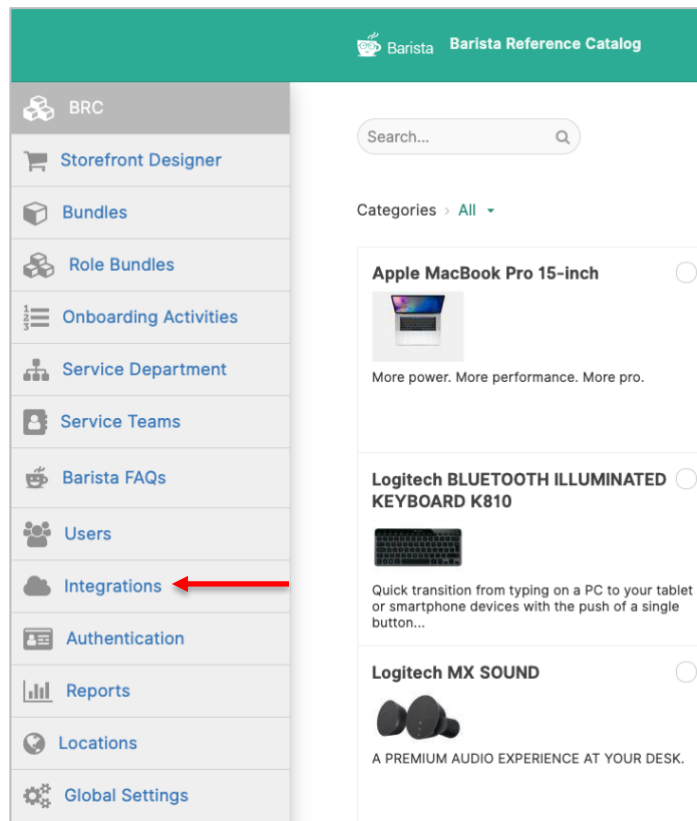 Barista Barista Reference Catalog
BRC
Storefront Designer
Bundles
Role Bundles
Onboarding Activities
Service Department
Service Teams
Barista FAQs
Users
Integrations
Authentication
Reports
Locations
Global Settings
Search...
Categories > All
Apple MacBook Pro 15-inch
More power. More performance. More pro.
Logitech BLUETOOTH ILLUMINATED
KEYBOARD K810
Quick transition from typing on a PC to your tablet
or smartphone devices with the push of a single
button...
Logitech MX SOUND
A PREMIUM AUDIO EXPERIENCE AT YOUR DESK.